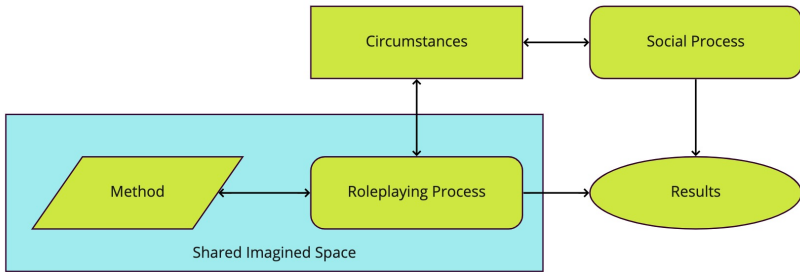 Circumstances
Social Process
Method
Roleplaying Process
Results
Shared Imagined Space